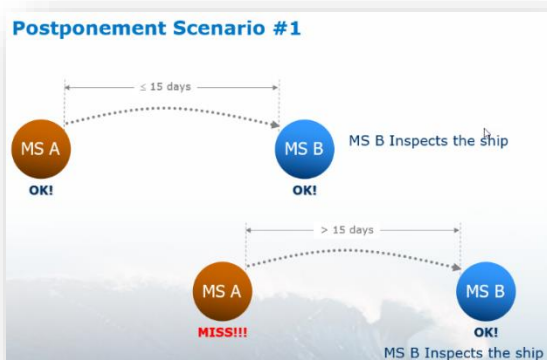 Postponement Scenario #1
≤ 15 days
MS A
MS B
MS B Inspects the ship
OK!
OK!
> 15 days
MS A
MS B
MISS!!!
OK!
MS B Inspects the ship